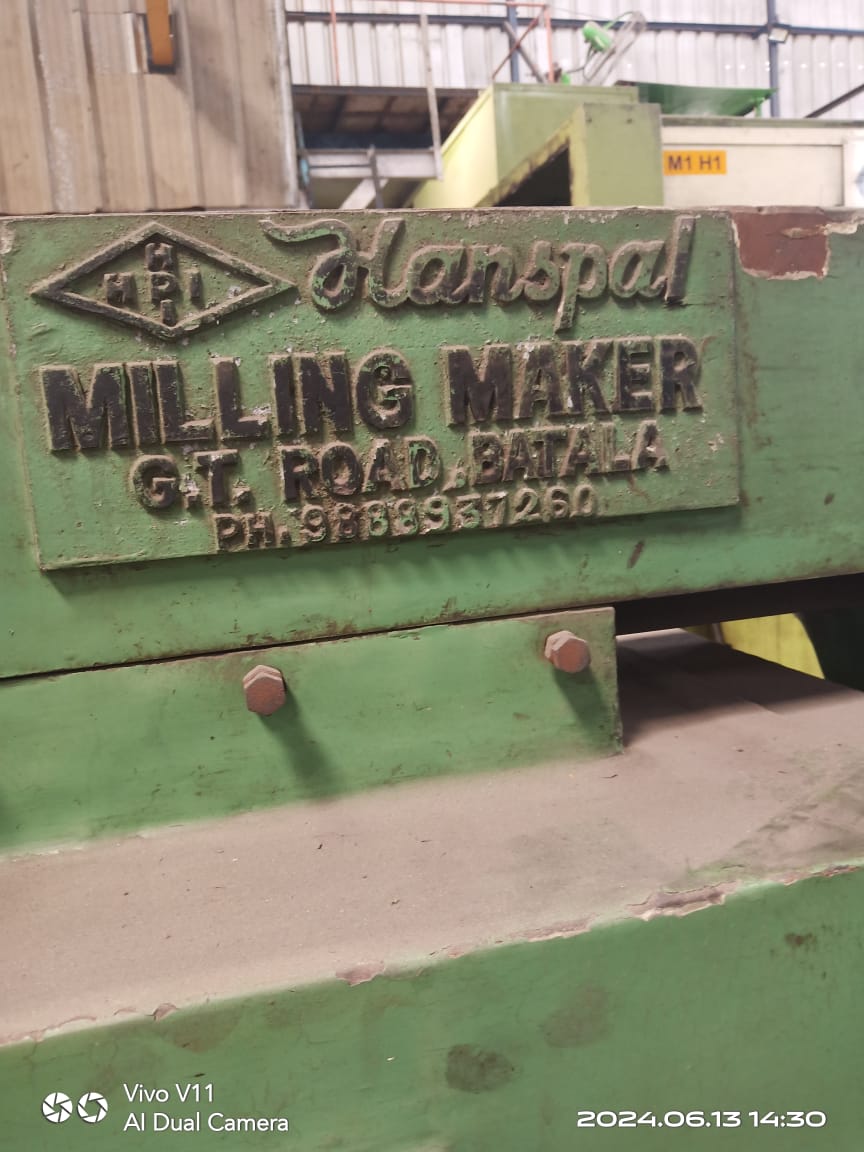 M1 H1
H
H P I
I
Hanspal
MILLING MAKER
G.T. ROAD, BATALA
PH. 9888937260
Vivo V11
AI Dual Camera
2024.06.13 14:30